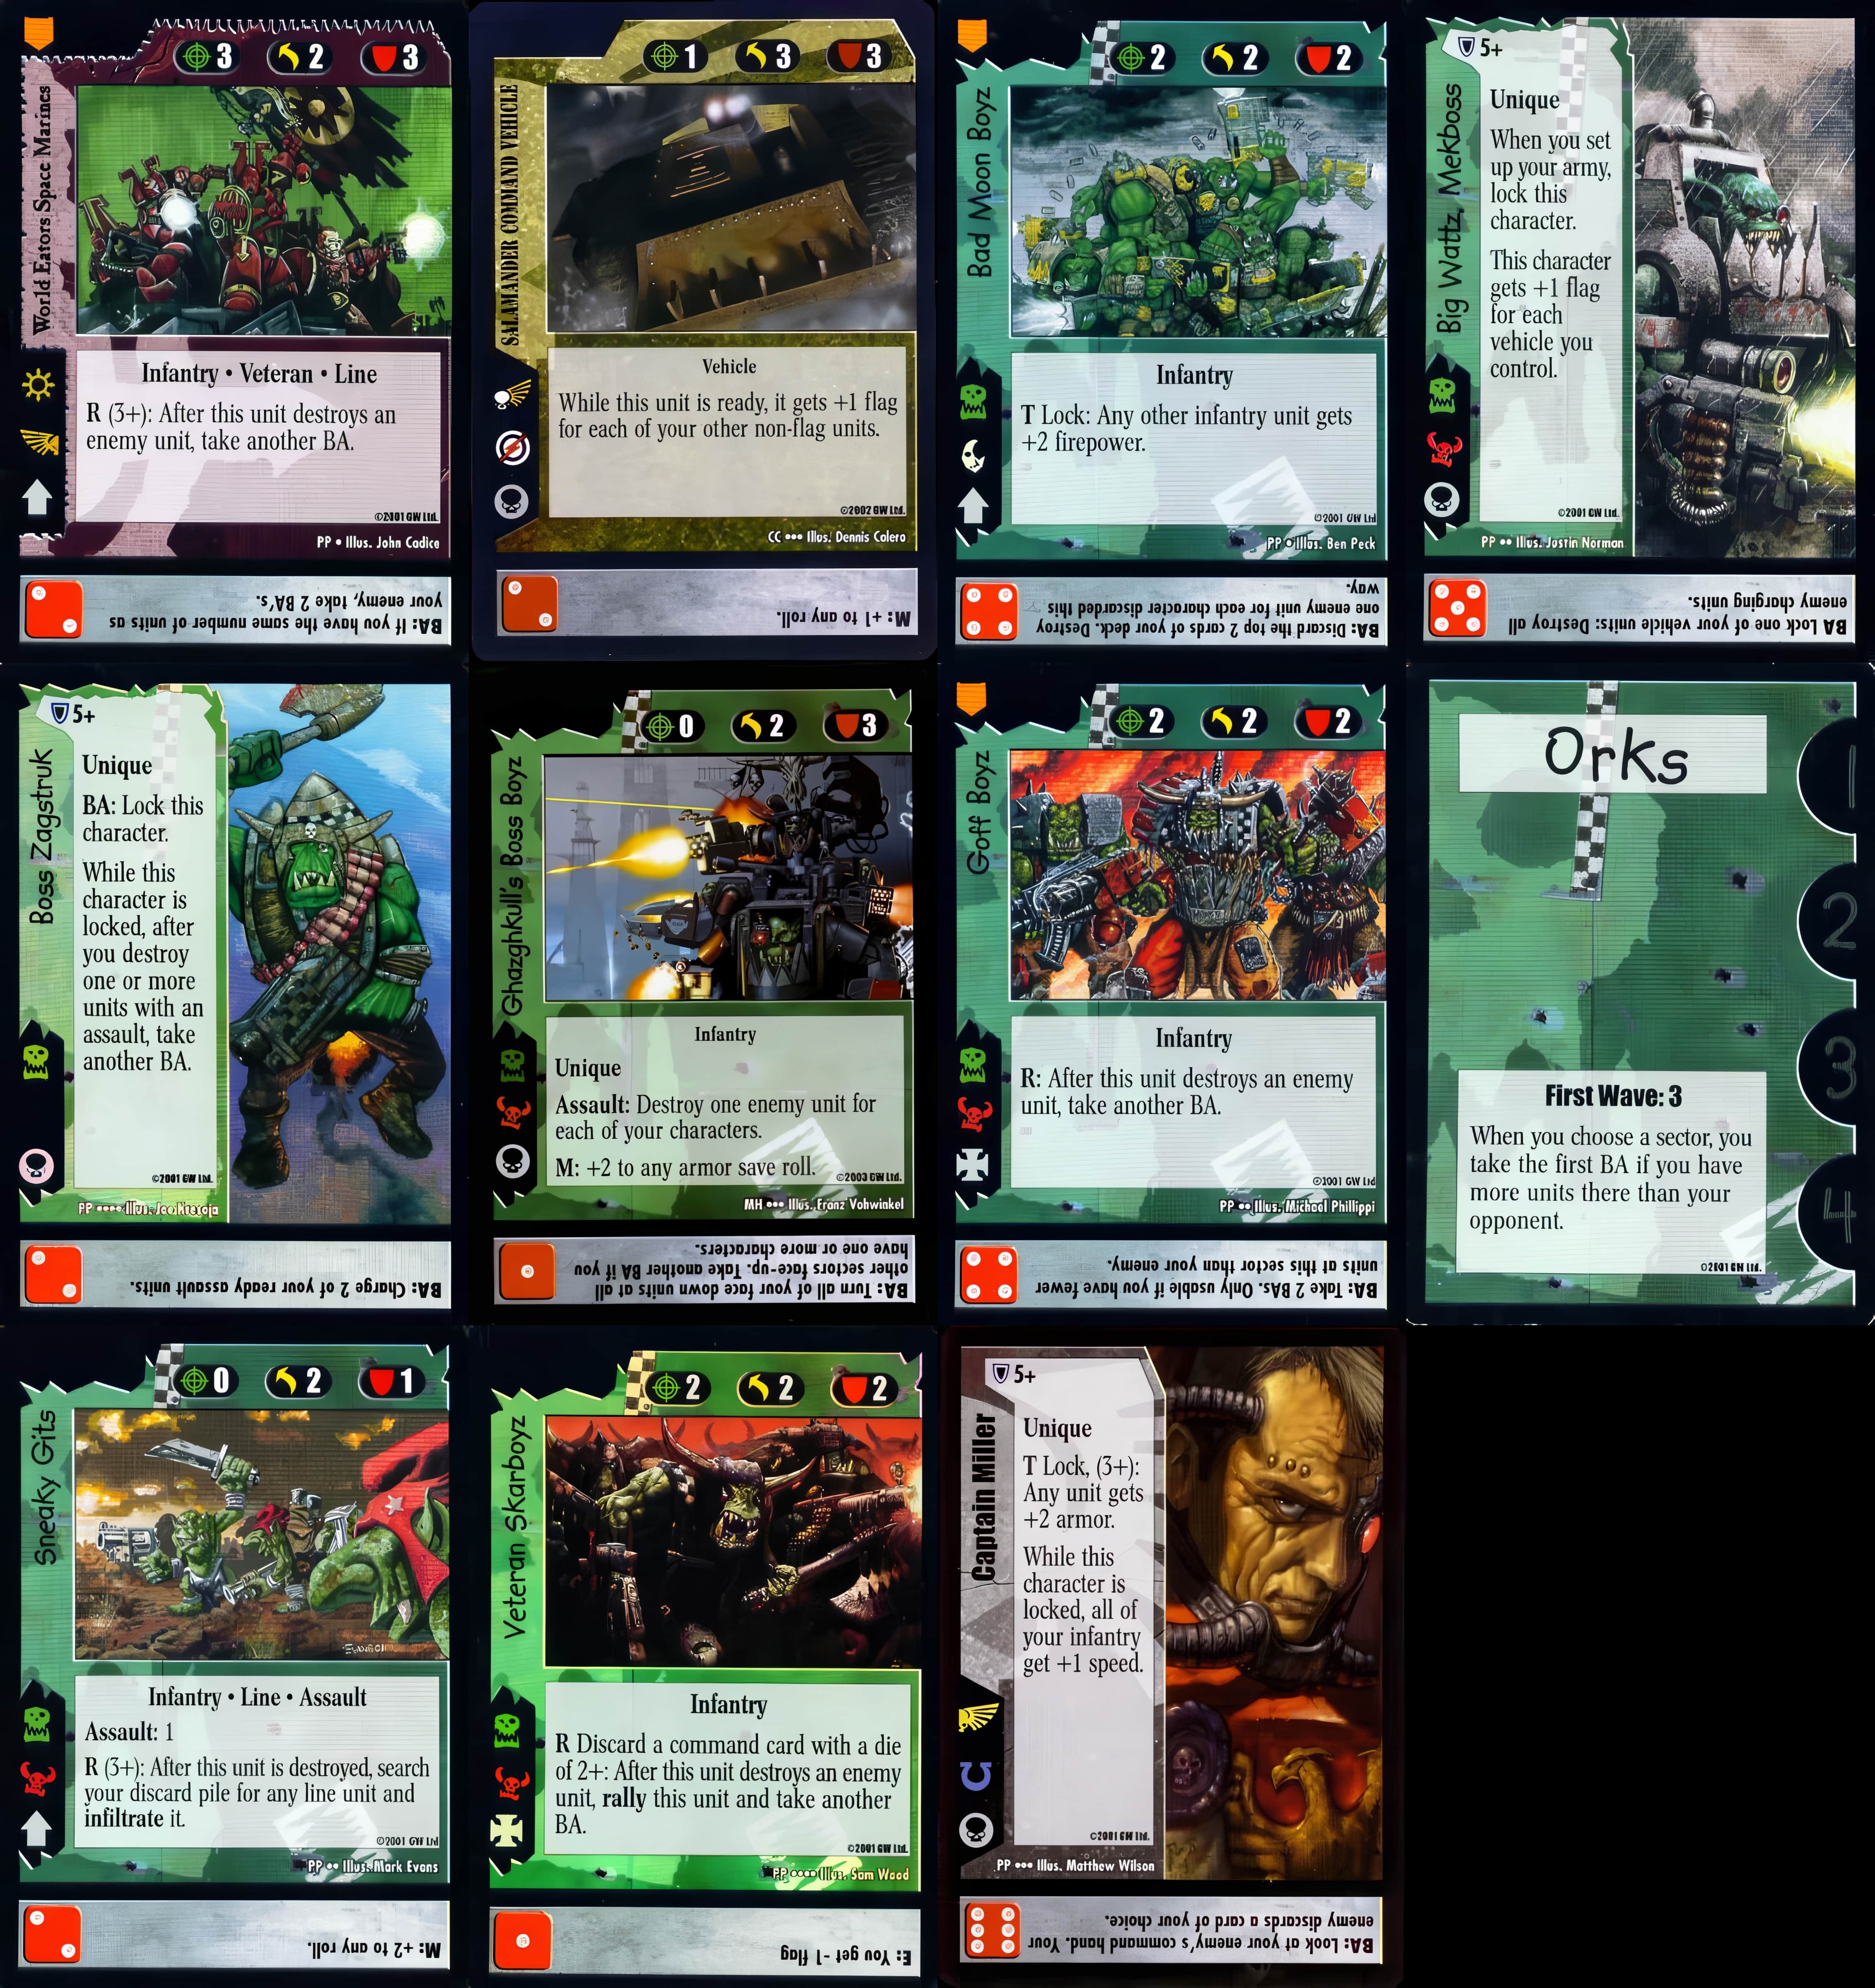 3 2 3
World Eaters Space Marines
Infantry • Veteran • Line
R (3+): After this unit destroys an
enemy unit, take another BA.
©2001 GW Ltd.
PP • Illus. John Cadice
BA: If you have the same number of units as
your enemy, take 2 BA's.
1 3 3
SALAMANDER COMMAND VEHICLE
Vehicle
While this unit is ready, it gets +1 flag
for each of your other non-flag units.
©2002 GW Ltd.
CC ••• Illus. Dennis Calero
M: +1 to any roll.
2 2 2
Bad Moon Boyz
Infantry
T Lock: Any other infantry unit gets
+2 firepower.
©2001 GW Ltd
PP • Illus. Ben Peck
BA: Discard the top 2 cards of your deck. Destroy
one enemy unit for each character discarded this
way.
5+
Big Wattz, Mekboss
Unique
When you set
up your army,
lock this
character.
This character
gets +1 flag
for each
vehicle you
control.
©2001 GW Ltd.
PP •• Illus. Justin Norman
BA Lock one of your vehicle units: Destroy all
enemy charging units.
5+
Boss Zagstruk
Unique
BA: Lock this
character.
While this
character is
locked, after
you destroy
one or more
units with an
assault, take
another BA.
©2001 GW Ltd.
PP •••• Illus.
BA: Charge 2 of your ready assault units.
0 2 3
Ghazghkull's Boss Boyz
Infantry
Unique
Assault: Destroy one enemy unit for
each of your characters.
M: +2 to any armor save roll.
©2003 GW Ltd.
MH ••• Illus. Franz Vohwinkel
BA: Turn all of your face down units at all
other sectors face-up. Take another BA if you
have one or more characters.
2 2 2
Goff Boyz
Infantry
R: After this unit destroys an enemy
unit, take another BA.
©2001 GW Ltd
PP •• Illus. Michael Phillippi
BA: Take 2 BAs. Only usable if you have fewer
units at this sector than your enemy.
Orks
1
2
3
4
First Wave: 3
When you choose a sector, you
take the first BA if you have
more units there than your
opponent.
©2001 GW Ltd.
0 2 1
Sneaky Gits
Infantry • Line • Assault
Assault: 1
R (3+): After this unit is destroyed, search
your discard pile for any line unit and
infiltrate it.
©2001 GW Ltd
PP •• Illus. Mark Evans
M: +2 to any roll.
2 2 2
Veteran Skarboyz
Infantry
R Discard a command card with a die
of 2+: After this unit destroys an enemy
unit, rally this unit and take another
BA.
©2001 GW Ltd.
PP •••• Illus. Sam Wood
E: You get -1 flag
5+
Captain Miller
Unique
T Lock, (3+):
Any unit gets
+2 armor.
While this
character is
locked, all of
your infantry
get +1 speed.
©2001 GW Ltd.
PP ••• Illus. Matthew Wilson
BA: Look at your enemy's command hand. Your
enemy discards a card of your choice.